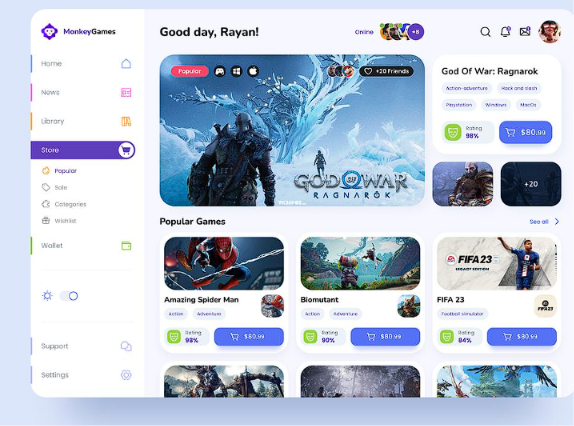 MonkeyGames
Good day, Rayan!
Online
+8
Home
News
Library
Store
Popular
Sale
Categories
Wishlist
Wallet
Support
Settings
Popular
+20 Friends
GOD OF WAR
RAGNARÖK
God Of War: Ragnarok
Action-adventure
Hack and slash
Playstation
Windows
MacOs
Rating
98%
$80.99
+20
Popular Games
See all
Amazing Spider Man
Action
Adventure
Rating
98%
$80.99
Biomutant
Action
Adventure
Rating
90%
$80.99
FIFA 23
LEGACY EDITION
FIFA 23
Football simulator
FIFA23
Rating
84%
$80.99